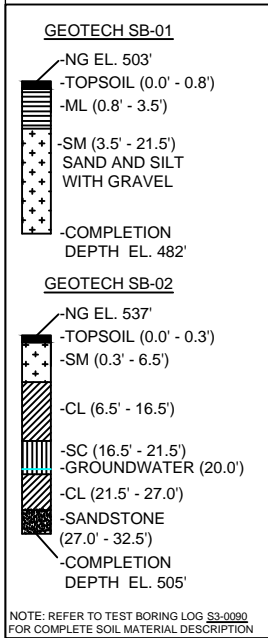 GEOTECH SB-01
-NG EL. 503'
-TOPSOIL (0.0' - 0.8')
-ML (0.8' - 3.5')
-SM (3.5' - 21.5')
SAND AND SILT
WITH GRAVEL
-COMPLETION
DEPTH EL. 482'
GEOTECH SB-02
-NG EL. 537'
-TOPSOIL (0.0' - 0.3')
-SM (0.3' - 6.5')
-CL (6.5' - 16.5')
-SC (16.5' - 21.5')
-GROUNDWATER (20.0')
-CL (21.5' - 27.0')
-SANDSTONE
(27.0' - 32.5')
-COMPLETION
DEPTH EL. 505'
NOTE: REFER TO TEST BORING LOG S3-0090
FOR COMPLETE SOIL MATERIAL DESCRIPTION